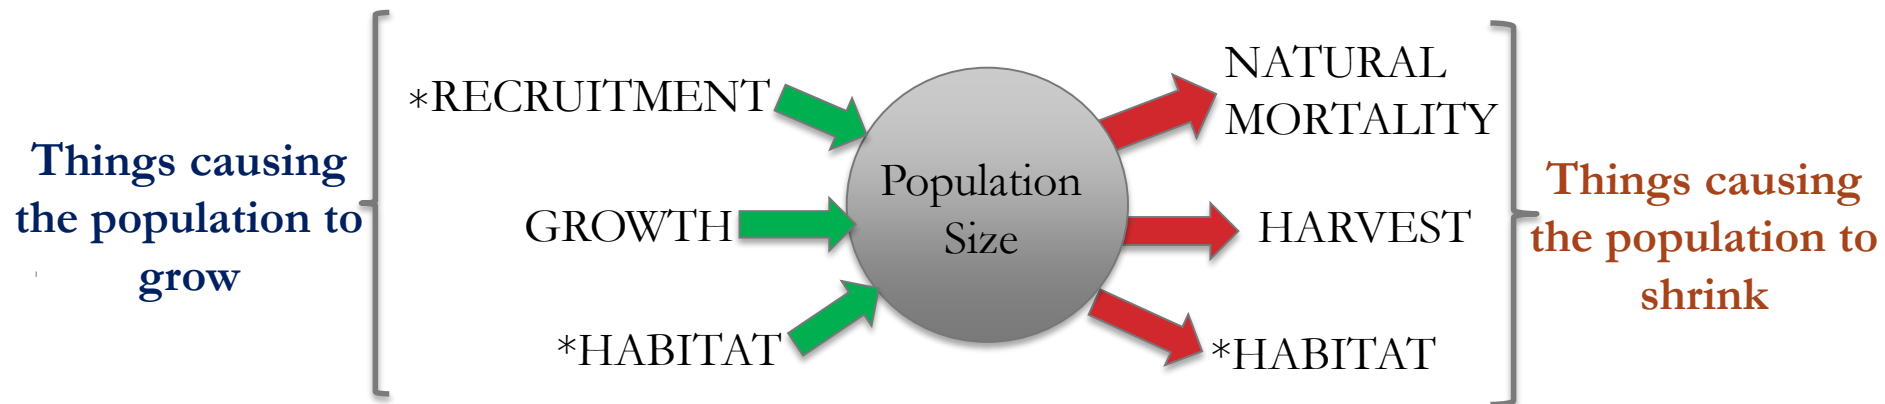 Things causing
the population to
grow
*RECRUITMENT
GROWTH
*HABITAT
Population
Size
NATURAL
MORTALITY
HARVEST
*HABITAT
Things causing
the population to
shrink